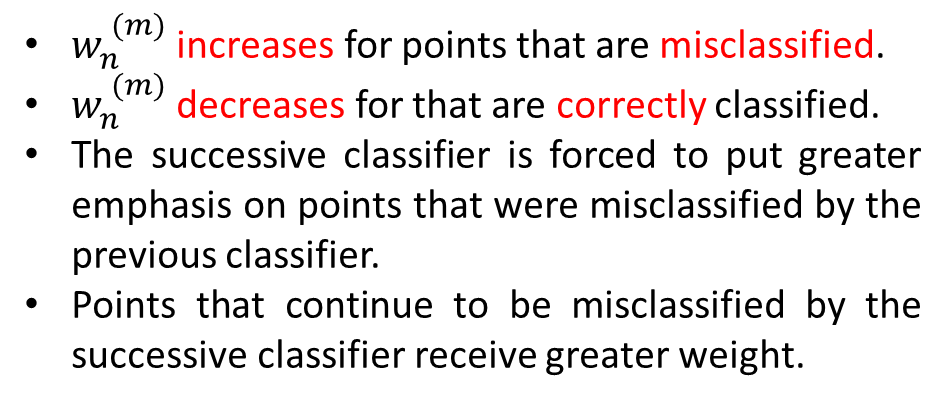 • wₙ⁽ᵐ⁾ increases for points that are misclassified.
• wₙ⁽ᵐ⁾ decreases for that are correctly classified.
• The successive classifier is forced to put greater
emphasis on points that were misclassified by the
previous classifier.
• Points that continue to be misclassified by the
successive classifier receive greater weight.